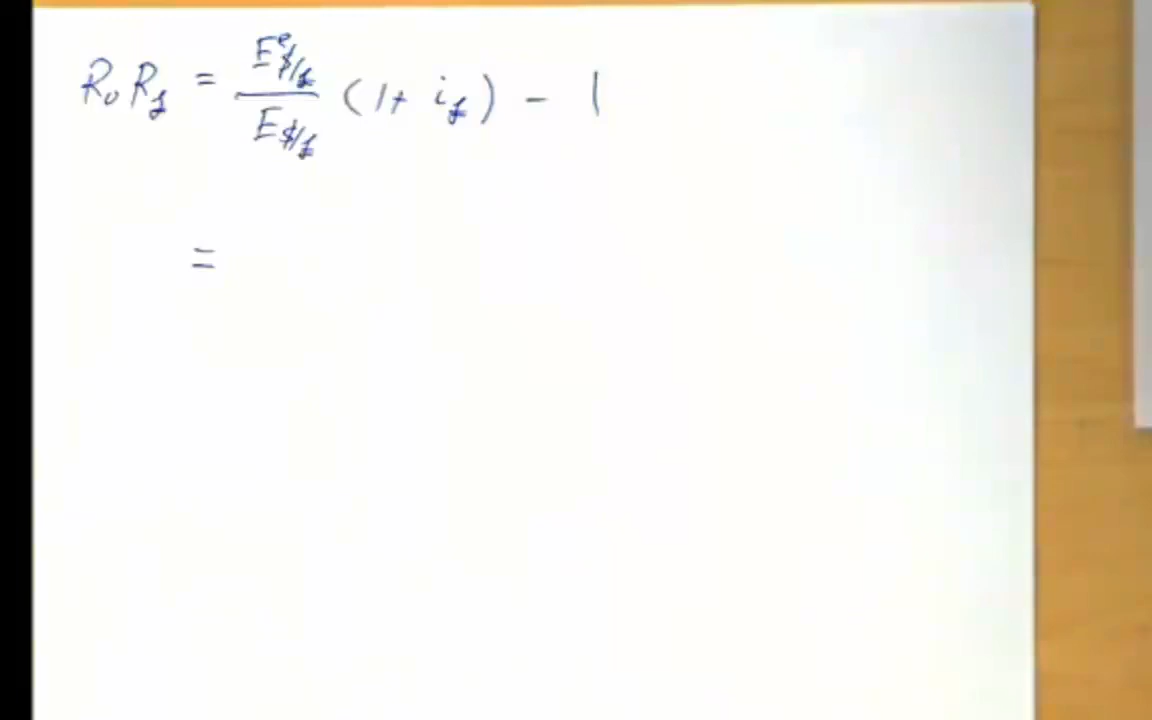 RoR£ = E^e$/£ / E$/£ (1 + i£) - 1
=